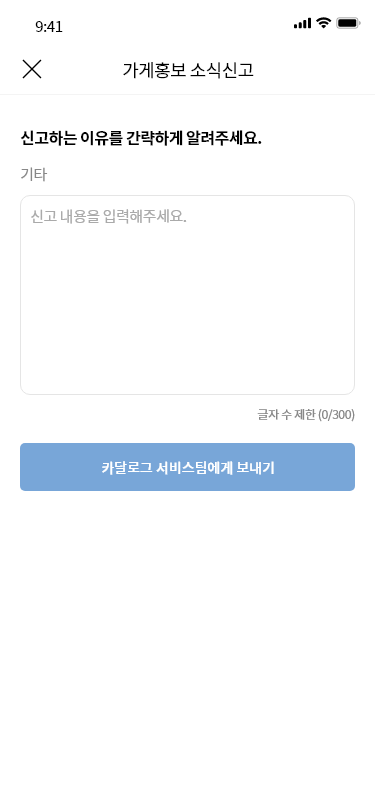 9:41
가게홍보 소식신고
신고하는 이유를 간략하게 알려주세요.
기타
신고 내용을 입력해주세요.
글자 수 제한 (0/300)
카달로그 서비스팀에게 보내기